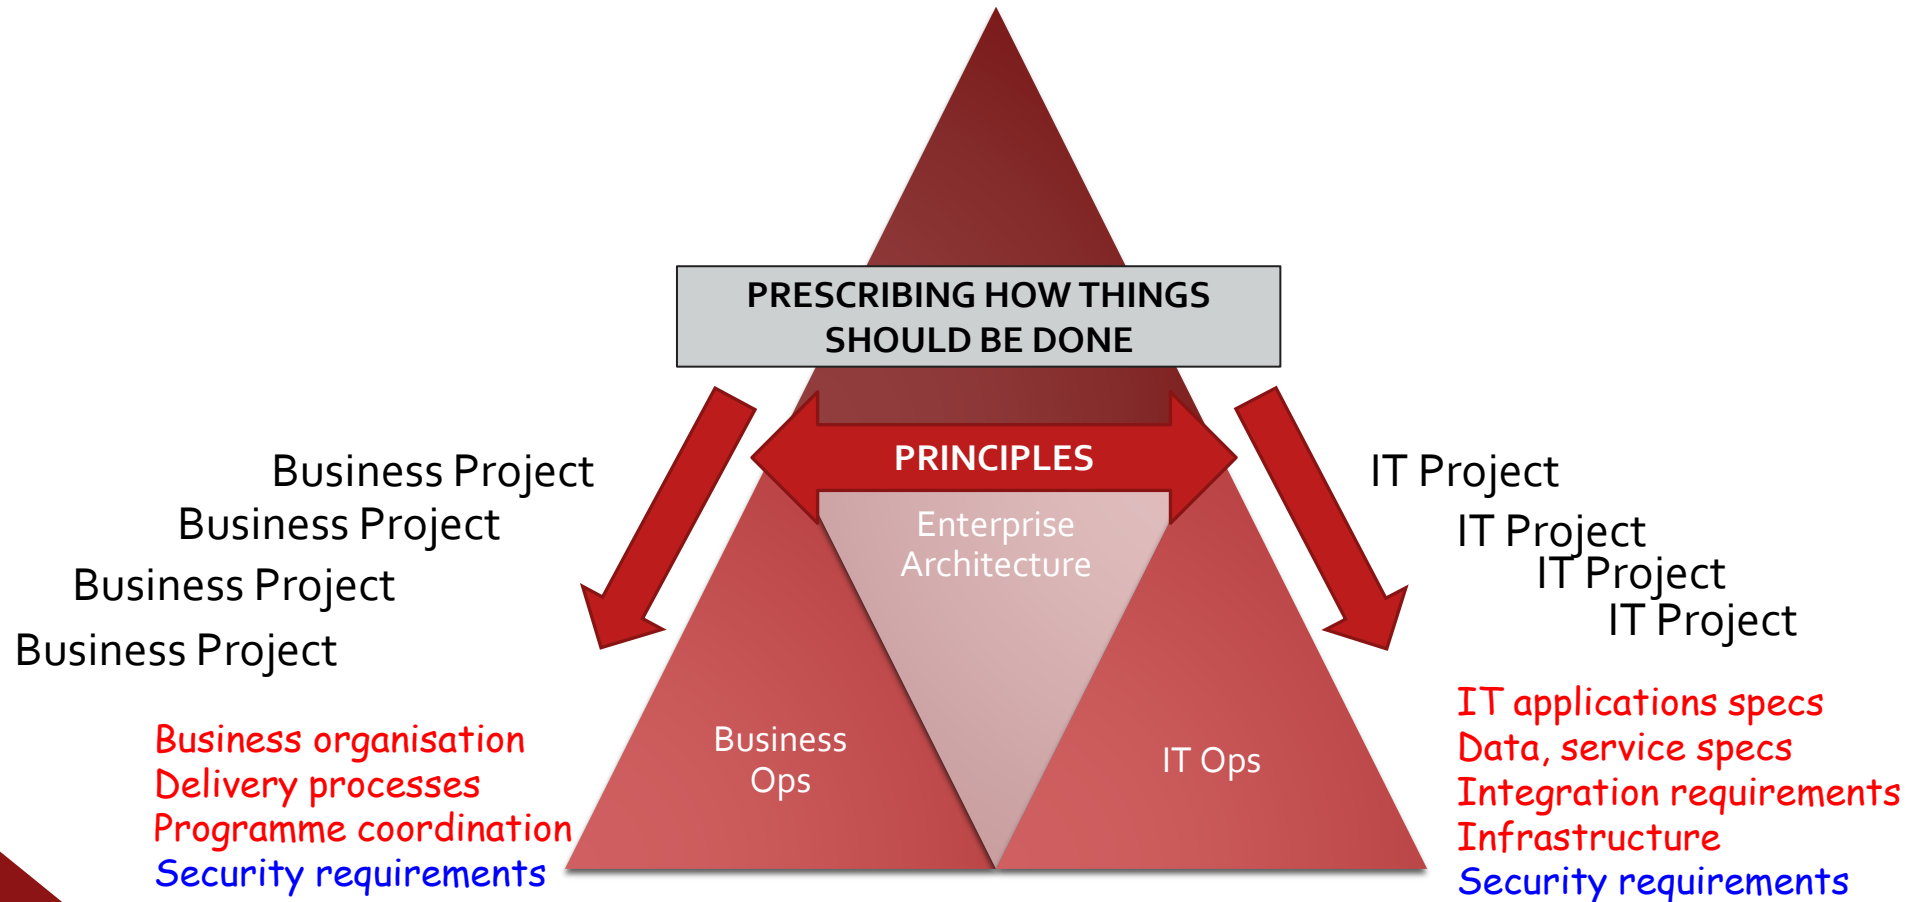 PRESCRIBING HOW THINGS
SHOULD BE DONE
PRINCIPLES
Enterprise
Architecture
Business Project
Business Project
Business Project
Business Project
IT Project
IT Project
IT Project
IT Project
Business
Ops
IT Ops
Business organisation
Delivery processes
Programme coordination
Security requirements
IT applications specs
Data, service specs
Integration requirements
Infrastructure
Security requirements